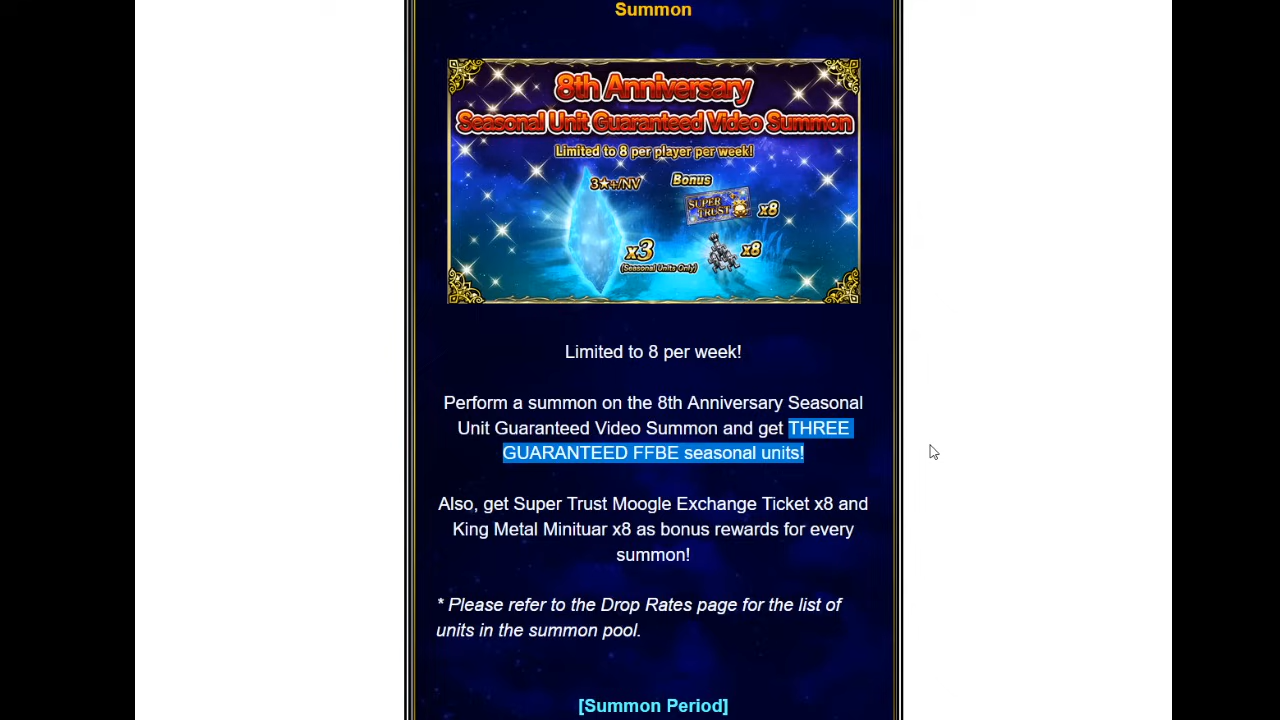 Summon
8th Anniversary
Seasonal Unit Guaranteed Video Summon
Limited to 8 per player per week!
3★+/NV
Bonus
SUPER
TRUST
x8
x3
x8
(Seasonal Units Only)
Limited to 8 per week!
Perform a summon on the 8th Anniversary Seasonal
Unit Guaranteed Video Summon and get THREE
GUARANTEED FFBE seasonal units!
Also, get Super Trust Moogle Exchange Ticket x8 and
King Metal Minituar x8 as bonus rewards for every
summon!
* Please refer to the Drop Rates page for the list of
units in the summon pool.
[Summon Period]